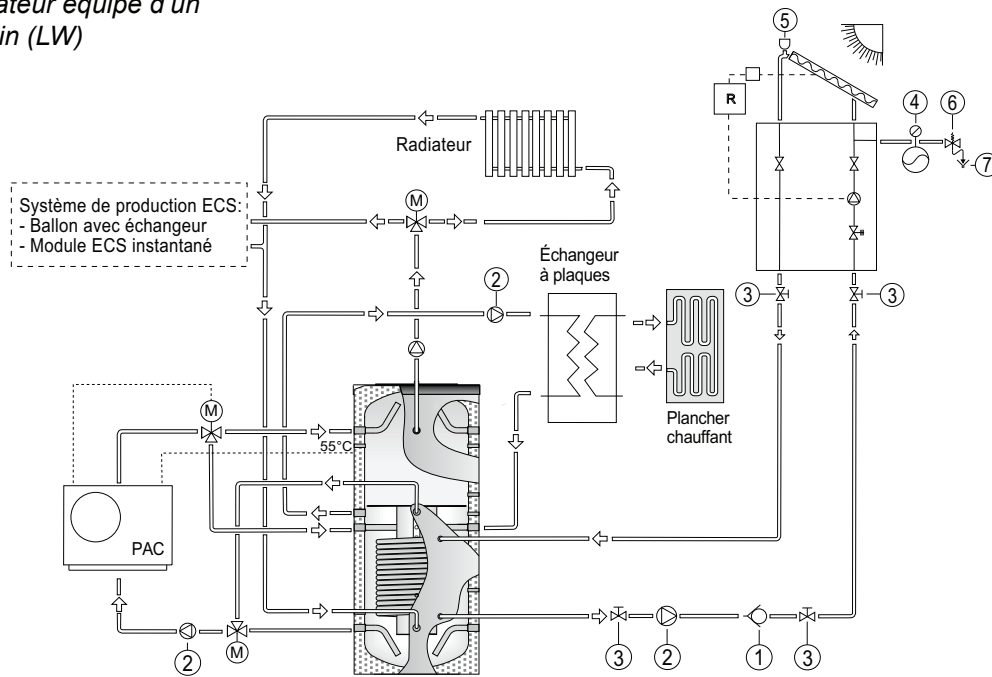 ateur équipé d'un
in (LW)
5
R
4
6
7
Radiateur
M
Système de production ECS:
- Ballon avec échangeur
- Module ECS instantané
Échangeur
à plaques
2
3
3
Plancher
chauffant
M
55°C
PAC
2
M
3
2
1
3